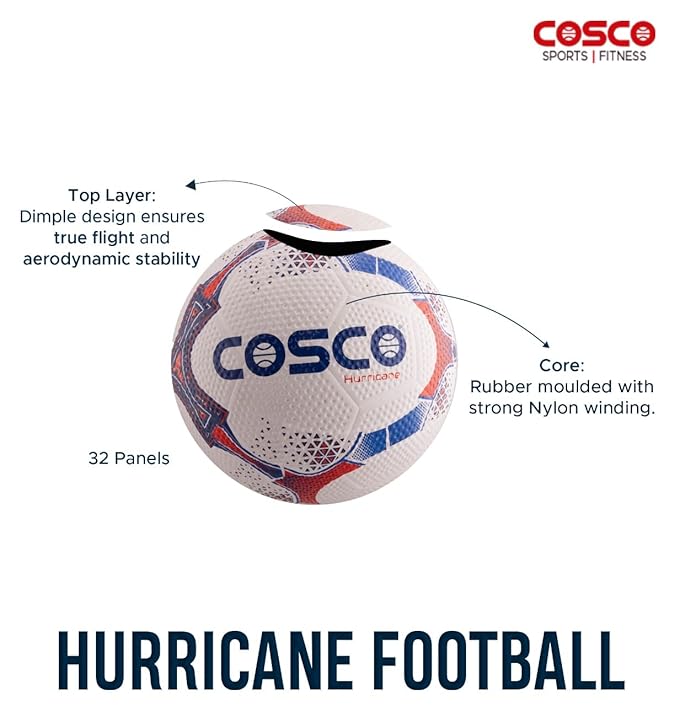 COSCO
SPORTS | FITNESS
Top Layer:
Dimple design ensures
true flight and
aerodynamic stability
COSCO
Hurricane
Core:
Rubber moulded with
strong Nylon winding.
32 Panels
HURRICANE FOOTBALL